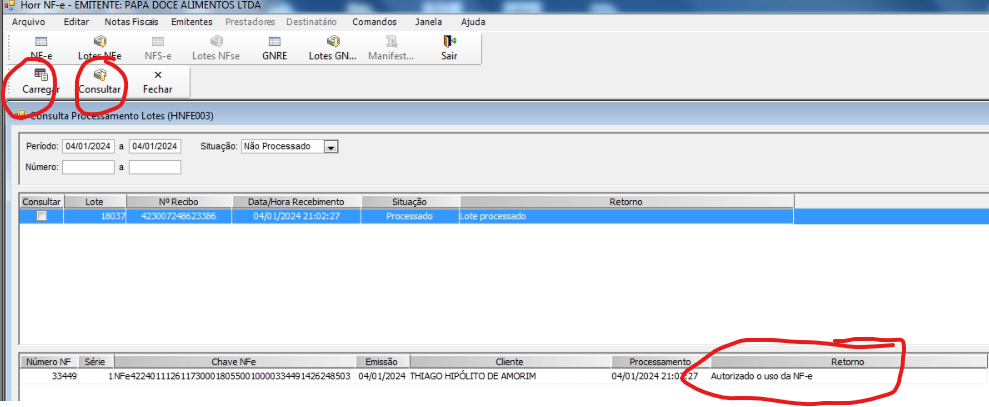 Horr NF-e - EMITENTE: PAPA DOCE ALIMENTOS LTDA
Arquivo Editar Notas Fiscais Emitentes Prestadores Destinatário Comandos Janela Ajuda
NF-e Lotes NFe NFS-e Lotes NFse GNRE Lotes GN... Manifest... Sair
Carregar Consultar Fechar
Consulta Processamento Lotes (HNFE003)
Período: 04/01/2024 a 04/01/2024 Situação: Não Processado
Número: a
Consultar Lote Nº Recibo Data/Hora Recebimento Situação Retorno
18037 423007248623386 04/01/2024 21:02:27 Processado Lote processado
Número NF Série Chave NFe Emissão Cliente Processamento Retorno
33449 1 NFe42240111261173000180550010000334491426248503 04/01/2024 THIAGO HIPÓLITO DE AMORIM 04/01/2024 21:02:27 Autorizado o uso da NF-e